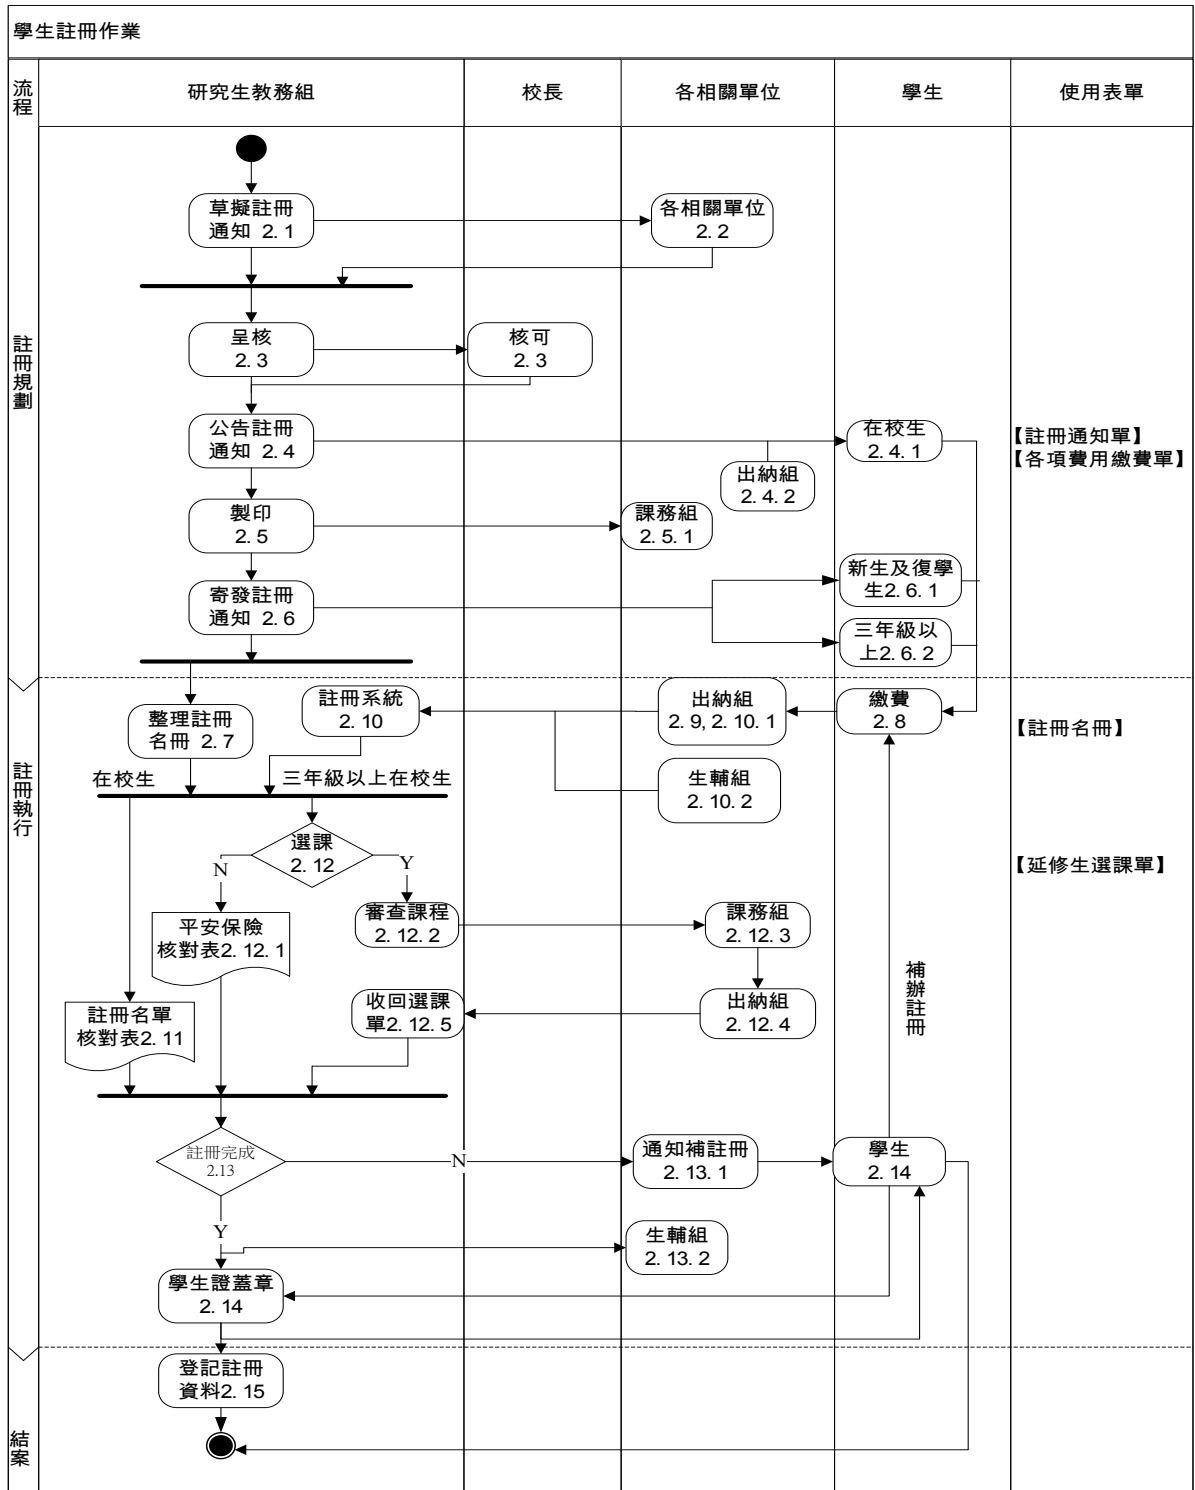 學生註冊作業
流程
研究生教務組
校長
各相關單位
學生
使用表單
註冊規劃
草擬註冊
通知 2.1
各相關單位
2.2
呈核
2.3
核可
2.3
公告註冊
通知 2.4
在校生
2.4.1
出納組
2.4.2
【註冊通知單】
【各項費用繳費單】
製印
2.5
課務組
2.5.1
寄發註冊
通知 2.6
新生及復學
生2.6.1
三年級以
上2.6.2
註冊執行
整理註冊
名冊 2.7
註冊系統
2.10
出納組
2.9, 2.10.1
繳費
2.8
【註冊名冊】
生輔組
2.10.2
在校生
三年級以上在校生
選課
2.12
N
Y
【延修生選課單】
平安保險
核對表2.12.1
審查課程
2.12.2
課務組
2.12.3
註冊名單
核對表2.11
收回選課
單2.12.5
出納組
2.12.4
補辦註冊
註冊完成
2.13
N
通知補註冊
2.13.1
學生
2.14
Y
生輔組
2.13.2
學生證蓋章
2.14
結案
登記註冊
資料2.15